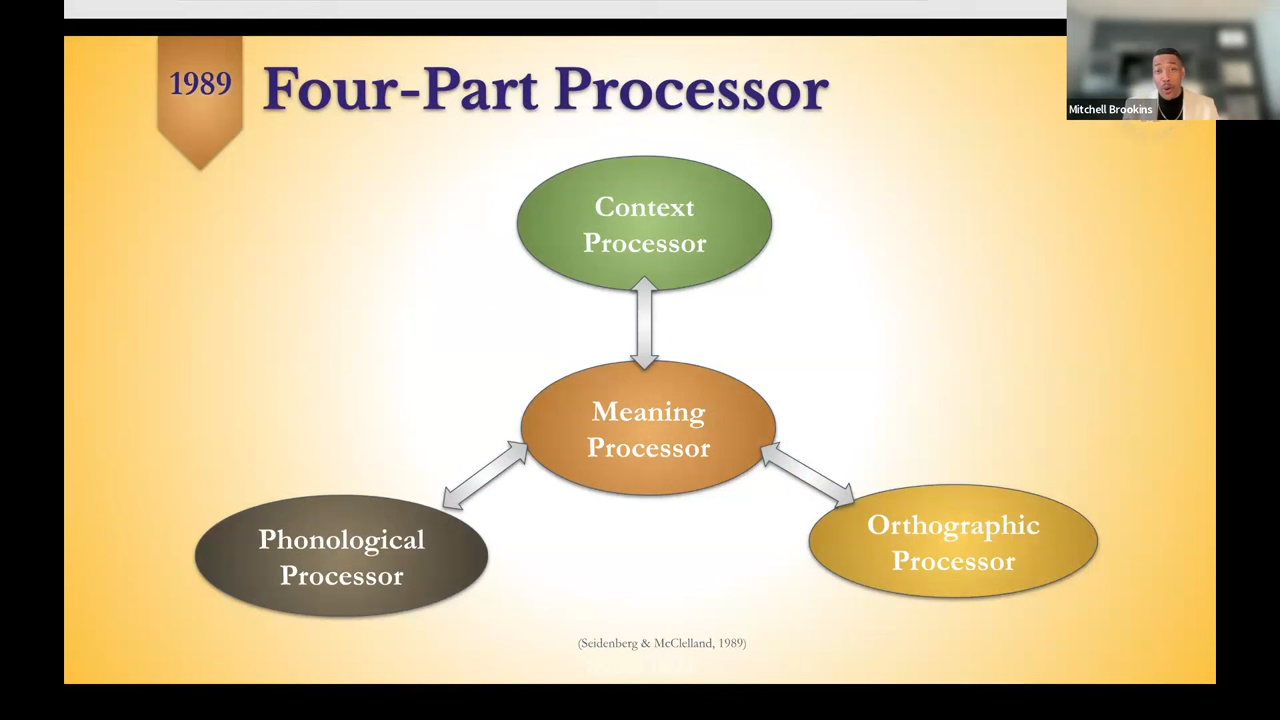 1989
Four-Part Processor
Mitchell Brookins
Context
Processor
Meaning
Processor
Phonological
Processor
Orthographic
Processor
(Seidenberg & McClelland, 1989)